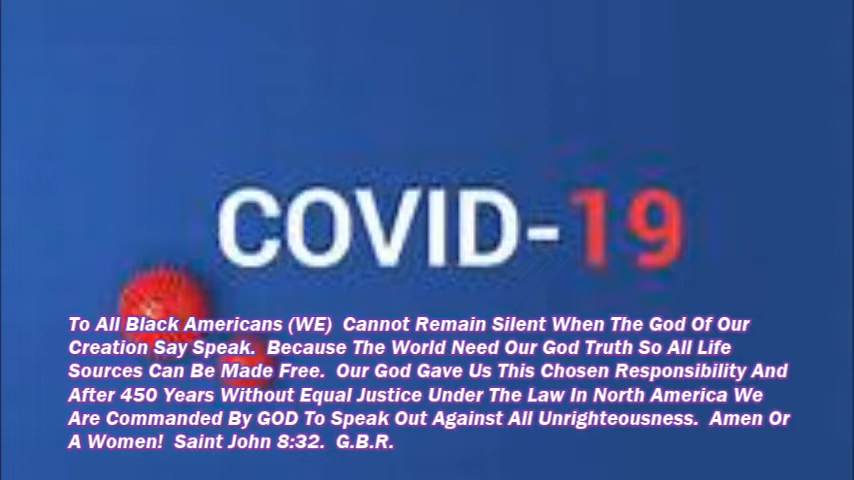 COVID-19
To All Black Americans (WE)  Cannot Remain Silent When The God Of Our
Creation Say Speak.  Because The World Need Our God Truth So All Life
Sources Can Be Made Free.  Our God Gave Us This Chosen Responsibility And
After 450 Years Without Equal Justice Under The Law In North America We
Are Commanded By GOD To Speak Out Against All Unrighteousness.  Amen Or
A Women!  Saint John 8:32.  G.B.R.